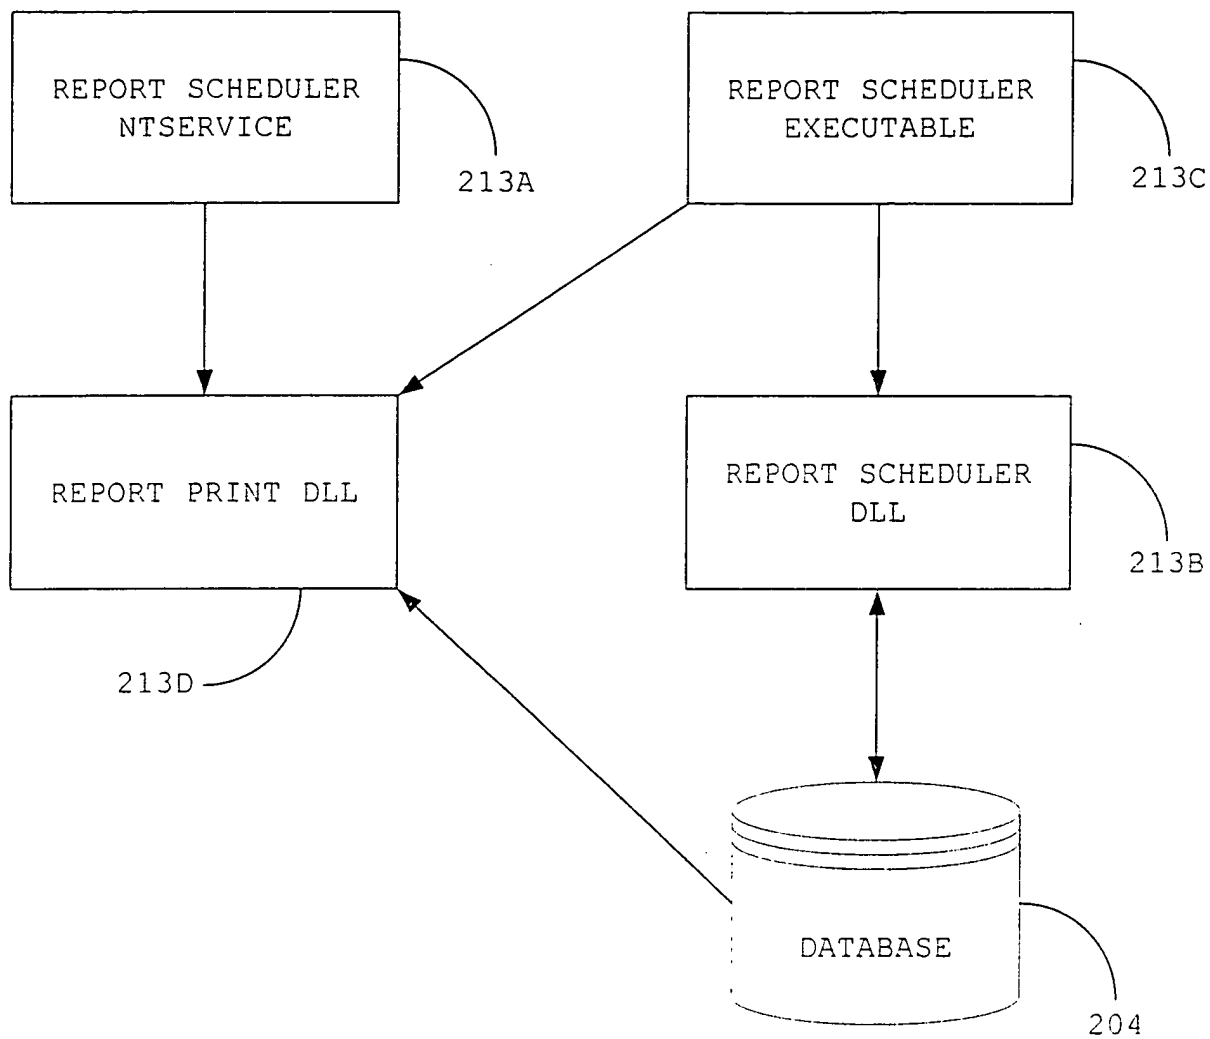 REPORT SCHEDULER
NTSERVICE
213A
REPORT SCHEDULER
EXECUTABLE
213C
REPORT PRINT DLL
213D
REPORT SCHEDULER
DLL
213B
DATABASE
204